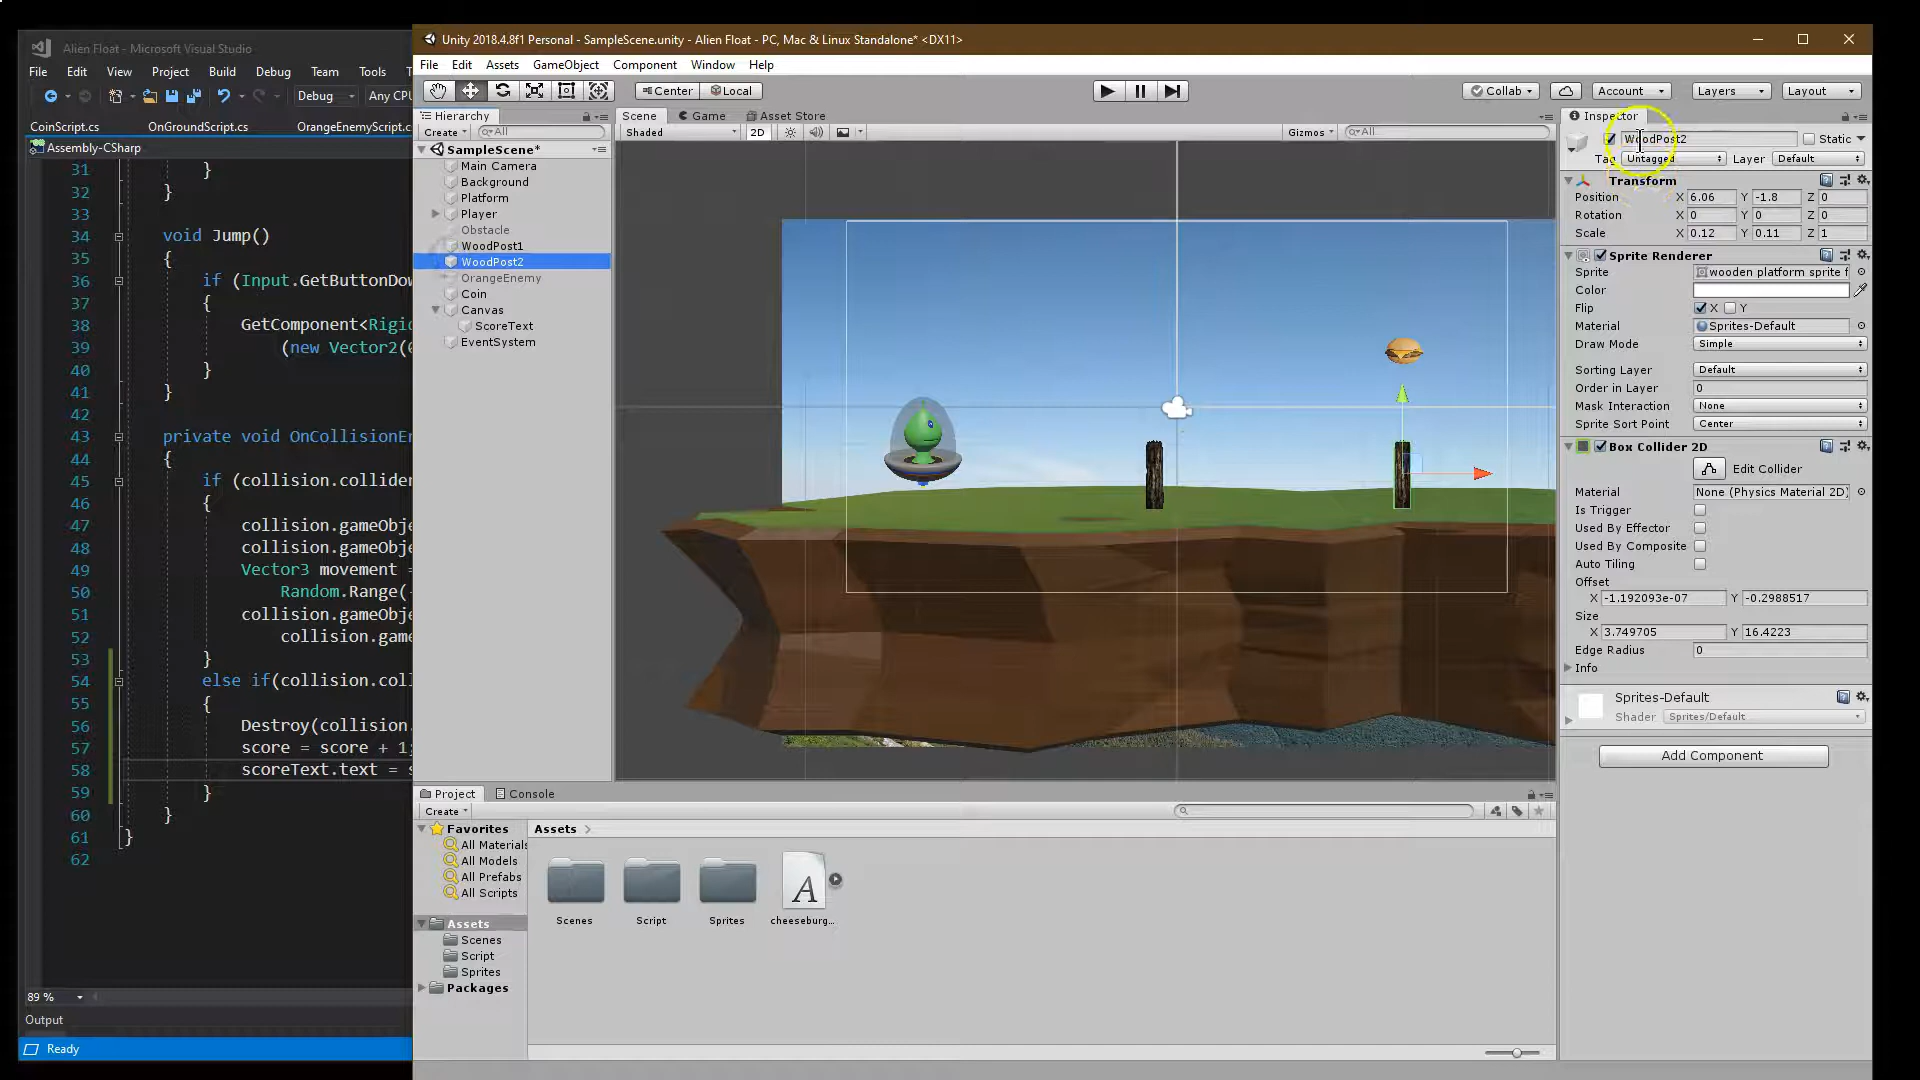 Alien Float - Microsoft Visual Studio
File Edit View Project Build Debug Team Tools
Debug Any CPU
CoinScript.cs OnGroundScript.cs OrangeEnemyScript.c
Assembly-CSharp
31 }
32 }
33
34 void Jump()
35 {
36 if (Input.GetButtonDow
37 {
38 GetComponent<Rigid
39 (new Vector2(0
40 }
41 }
42
43 private void OnCollisionEn
44 {
45 if (collision.collider
46 {
47 collision.gameObje
48 collision.gameObje
49 Vector3 movement =
50 Random.Range(-
51 collision.gameObje
52 collision.game
53 }
54 else if(collision.coll
55 {
56 Destroy(collision.
57 score = score + 1;
58 scoreText.text = s
59 }
60 }
61 }
62
89 %
Output
Ready
Unity 2018.4.8f1 Personal - SampleScene.unity - Alien Float - PC, Mac & Linux Standalone* <DX11>
File Edit Assets GameObject Component Window Help
Center Local
Collab Account Layers Layout
Hierarchy
Create All
SampleScene*
Main Camera
Background
Platform
Player
Obstacle
WoodPost1
WoodPost2
OrangeEnemy
Coin
Canvas
ScoreText
EventSystem
Scene Game Asset Store
Shaded 2D Gizmos All
Inspector
WoodPost2 Static
Tag Untagged Layer Default
Transform
Position X 6.06 Y -1.8 Z 0
Rotation X 0 Y 0 Z 0
Scale X 0.12 Y 0.11 Z 1
Sprite Renderer
Sprite wooden platform sprite f
Color
Flip X Y
Material Sprites-Default
Draw Mode Simple
Sorting Layer Default
Order in Layer 0
Mask Interaction None
Sprite Sort Point Center
Box Collider 2D
Edit Collider
Material None (Physics Material 2D)
Is Trigger
Used By Effector
Used By Composite
Auto Tiling
Offset
X -1.192093e-07 Y -0.2988517
Size
X 3.749705 Y 16.4223
Edge Radius 0
Info
Sprites-Default
Shader Sprites/Default
Add Component
Project Console
Create
Favorites
All Materials
All Models
All Prefabs
All Scripts
Assets
Scenes
Script
Sprites
Packages
Assets
Scenes Script Sprites cheeseburg...